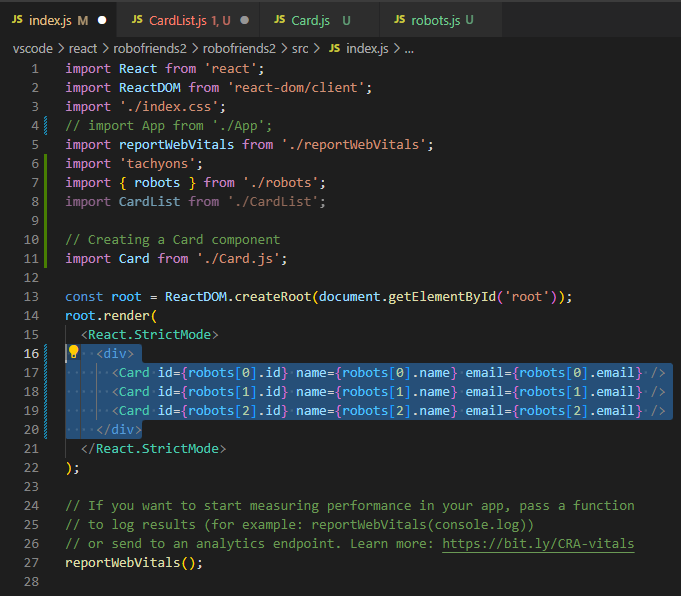 index.js M
CardList.js 1, U
Card.js U
robots.js U
vscode > react > robofriends2 > robofriends2 > src > JS index.js > ...
1 import React from 'react';
2 import ReactDOM from 'react-dom/client';
3 import './index.css';
4 // import App from './App';
5 import reportWebVitals from './reportWebVitals';
6 import 'tachyons';
7 import { robots } from './robots';
8 import CardList from './CardList';
9
10 // Creating a Card component
11 import Card from './Card.js';
12
13 const root = ReactDOM.createRoot(document.getElementById('root'));
14 root.render(
15   <React.StrictMode>
16     <div>
17       <Card id={robots[0].id} name={robots[0].name} email={robots[0].email} />
18       <Card id={robots[1].id} name={robots[1].name} email={robots[1].email} />
19       <Card id={robots[2].id} name={robots[2].name} email={robots[2].email} />
20     </div>
21   </React.StrictMode>
22 );
23
24 // If you want to start measuring performance in your app, pass a function
25 // to log results (for example: reportWebVitals(console.log))
26 // or send to an analytics endpoint. Learn more: https://bit.ly/CRA-vitals
27 reportWebVitals();
28